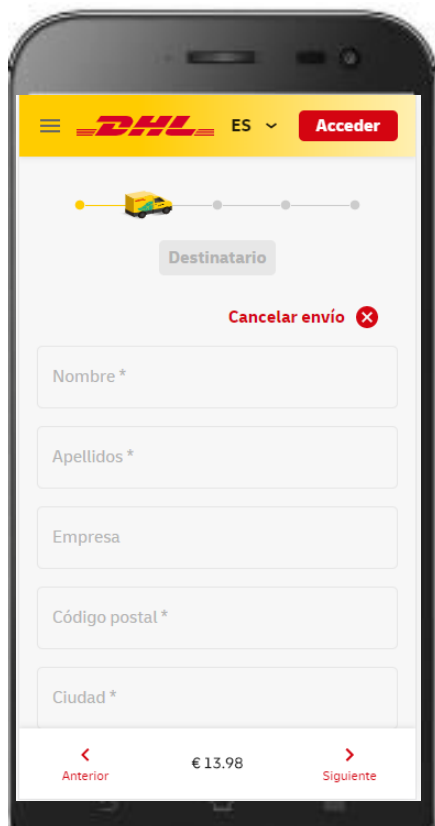 DHL ES Acceder
Destinatario
Cancelar envío
Nombre *
Apellidos *
Empresa
Código postal *
Ciudad *
€ 13.98
Anterior Siguiente